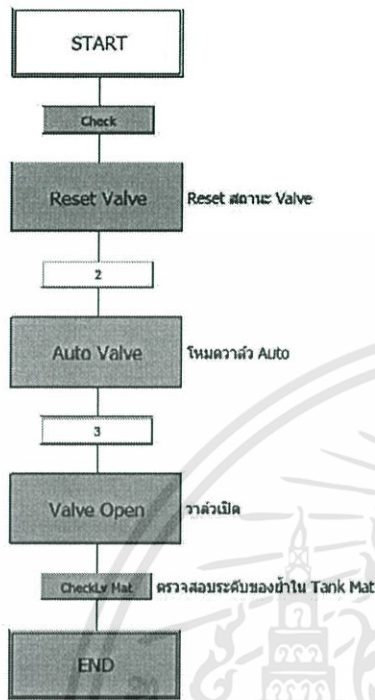 START
Check
Reset Valve Reset สถานะ Valve
2
Auto Valve โหมดวาล์ว Auto
3
Valve Open วาล์วเปิด
CheckLv Mat ตรวจสอบระดับของน้ำใน Tank Mat
END